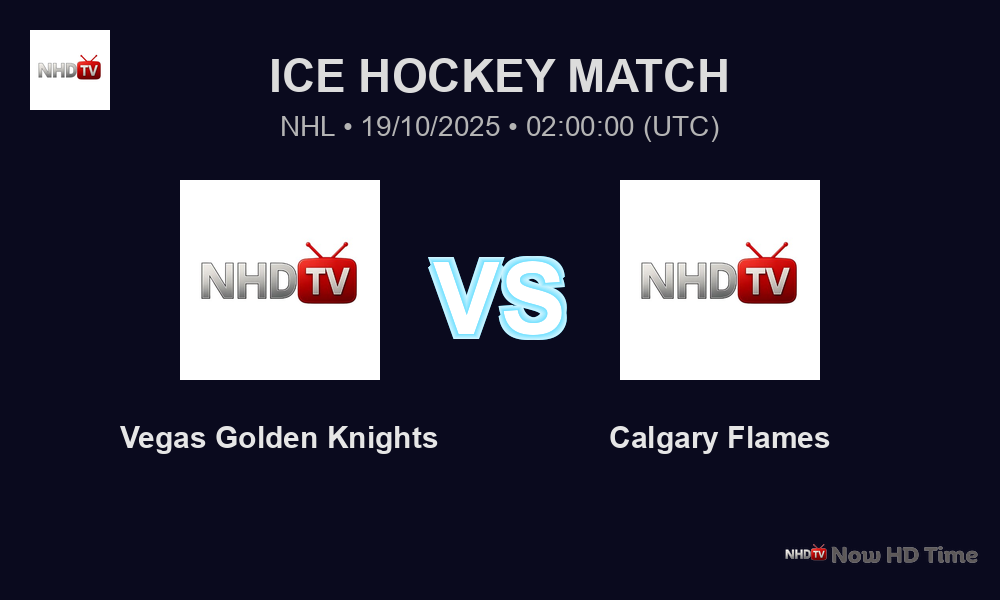 NHDTV
ICE HOCKEY MATCH
NHL • 19/10/2025 • 02:00:00 (UTC)
NHDTV
VS
NHDTV
Vegas Golden Knights
Calgary Flames
NHDTV Now HD Time